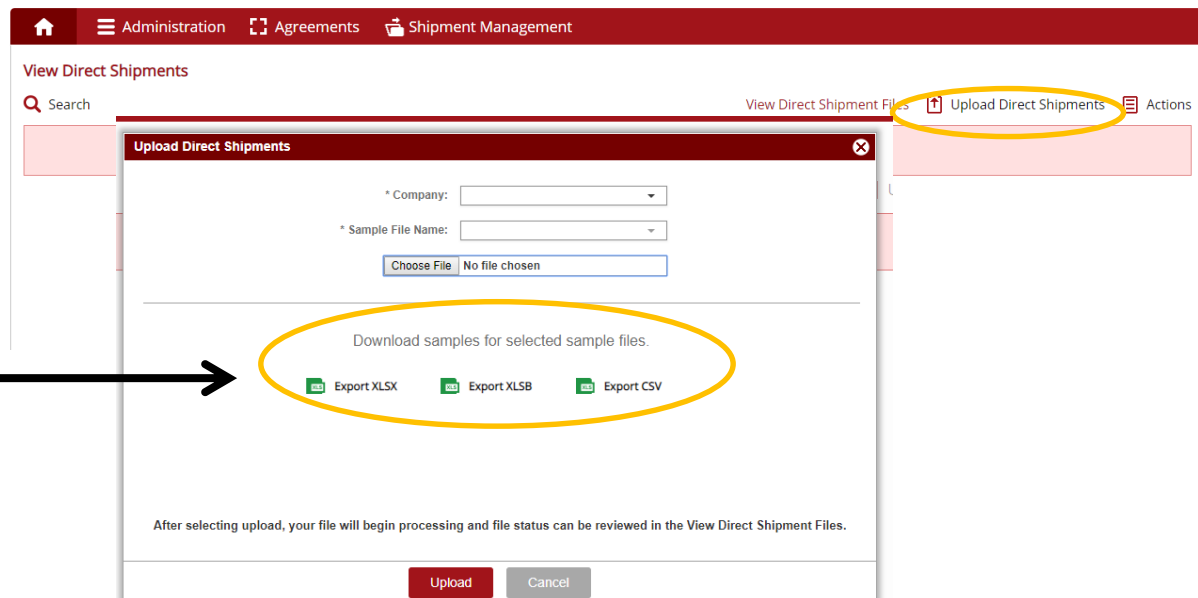 Administration Agreements Shipment Management
View Direct Shipments
Search View Direct Shipment Files Upload Direct Shipments Actions
Upload Direct Shipments
* Company:
* Sample File Name:
Choose File No file chosen
Download samples for selected sample files.
XLS Export XLSX XLS Export XLSB XLS Export CSV
After selecting upload, your file will begin processing and file status can be reviewed in the View Direct Shipment Files.
Upload Cancel